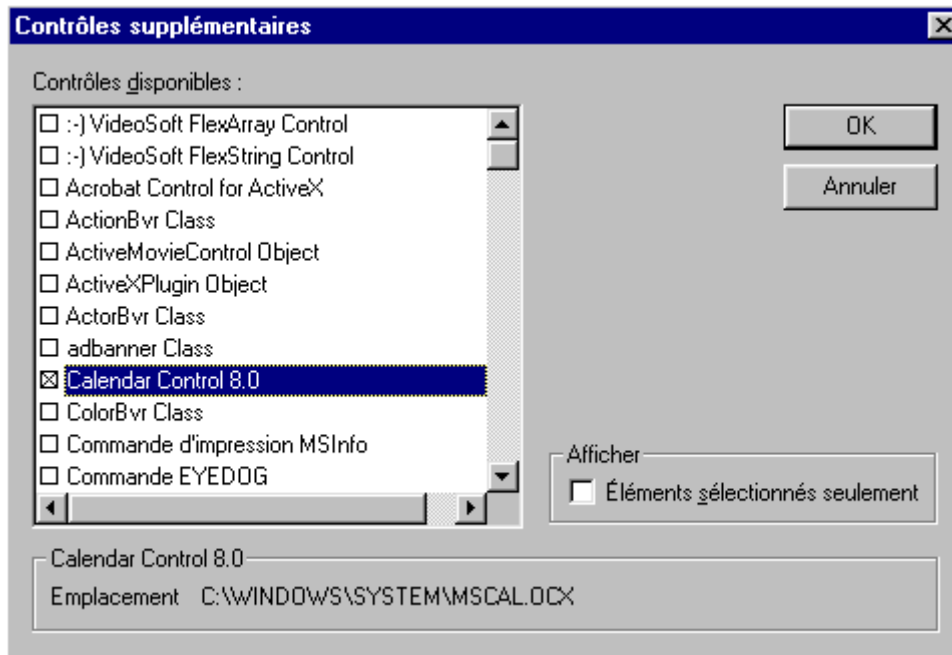 Contrôles supplémentaires
Contrôles disponibles :
:-) VideoSoft FlexArray Control
:-) VideoSoft FlexString Control
Acrobat Control for ActiveX
ActionBvr Class
ActiveMovieControl Object
ActiveXPlugin Object
ActorBvr Class
adbanner Class
Calendar Control 8.0
ColorBvr Class
Commande d'impression MSInfo
Commande EYEDOG
OK
Annuler
Afficher
Éléments sélectionnés seulement
Calendar Control 8.0
Emplacement C:\WINDOWS\SYSTEM\MSCAL.OCX